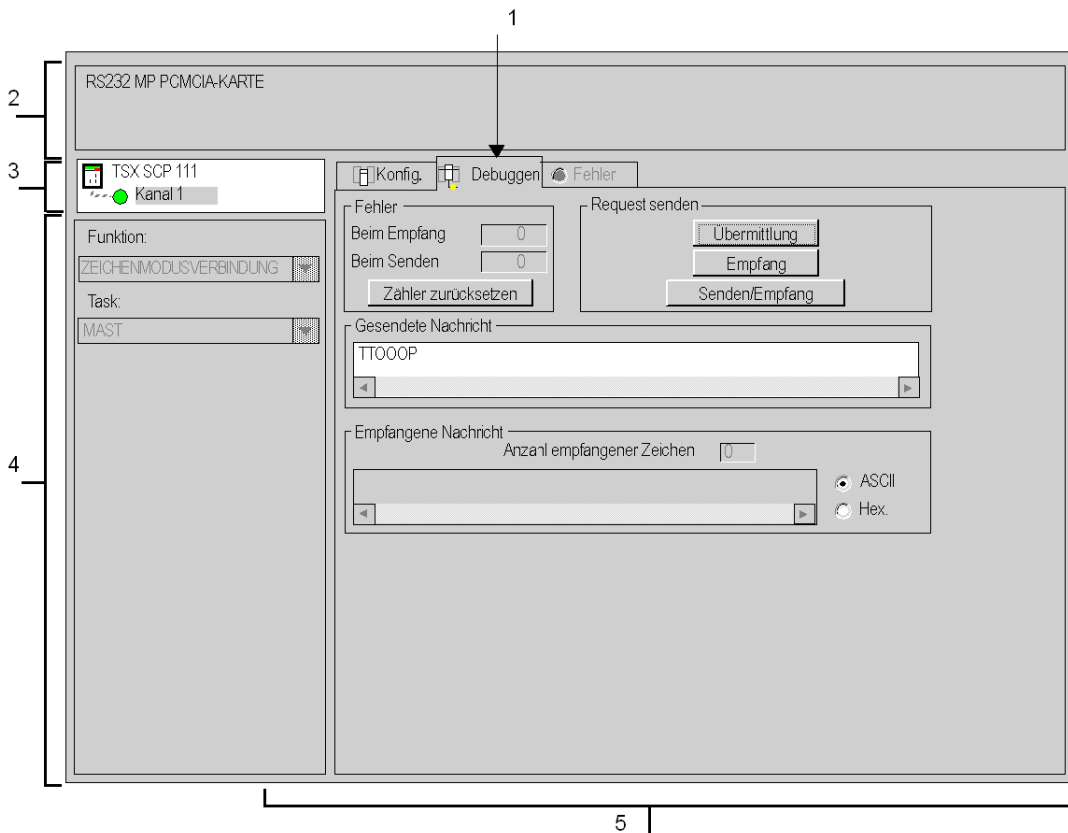 1
2
RS232 MP PCMCIA-KARTE
3
TSX SCP 111
Kanal 1
Konfig.
Debuggen
Fehler
4
Funktion:
ZEICHENMODUSVERBINDUNG
Task:
MAST
Fehler
Beim Empfang 0
Beim Senden 0
Zähler zurücksetzen
Request senden
Übermittlung
Empfang
Senden/Empfang
Gesendete Nachricht
TTOOOP
Empfangene Nachricht
Anzahl empfangener Zeichen 0
ASCII
Hex.
5